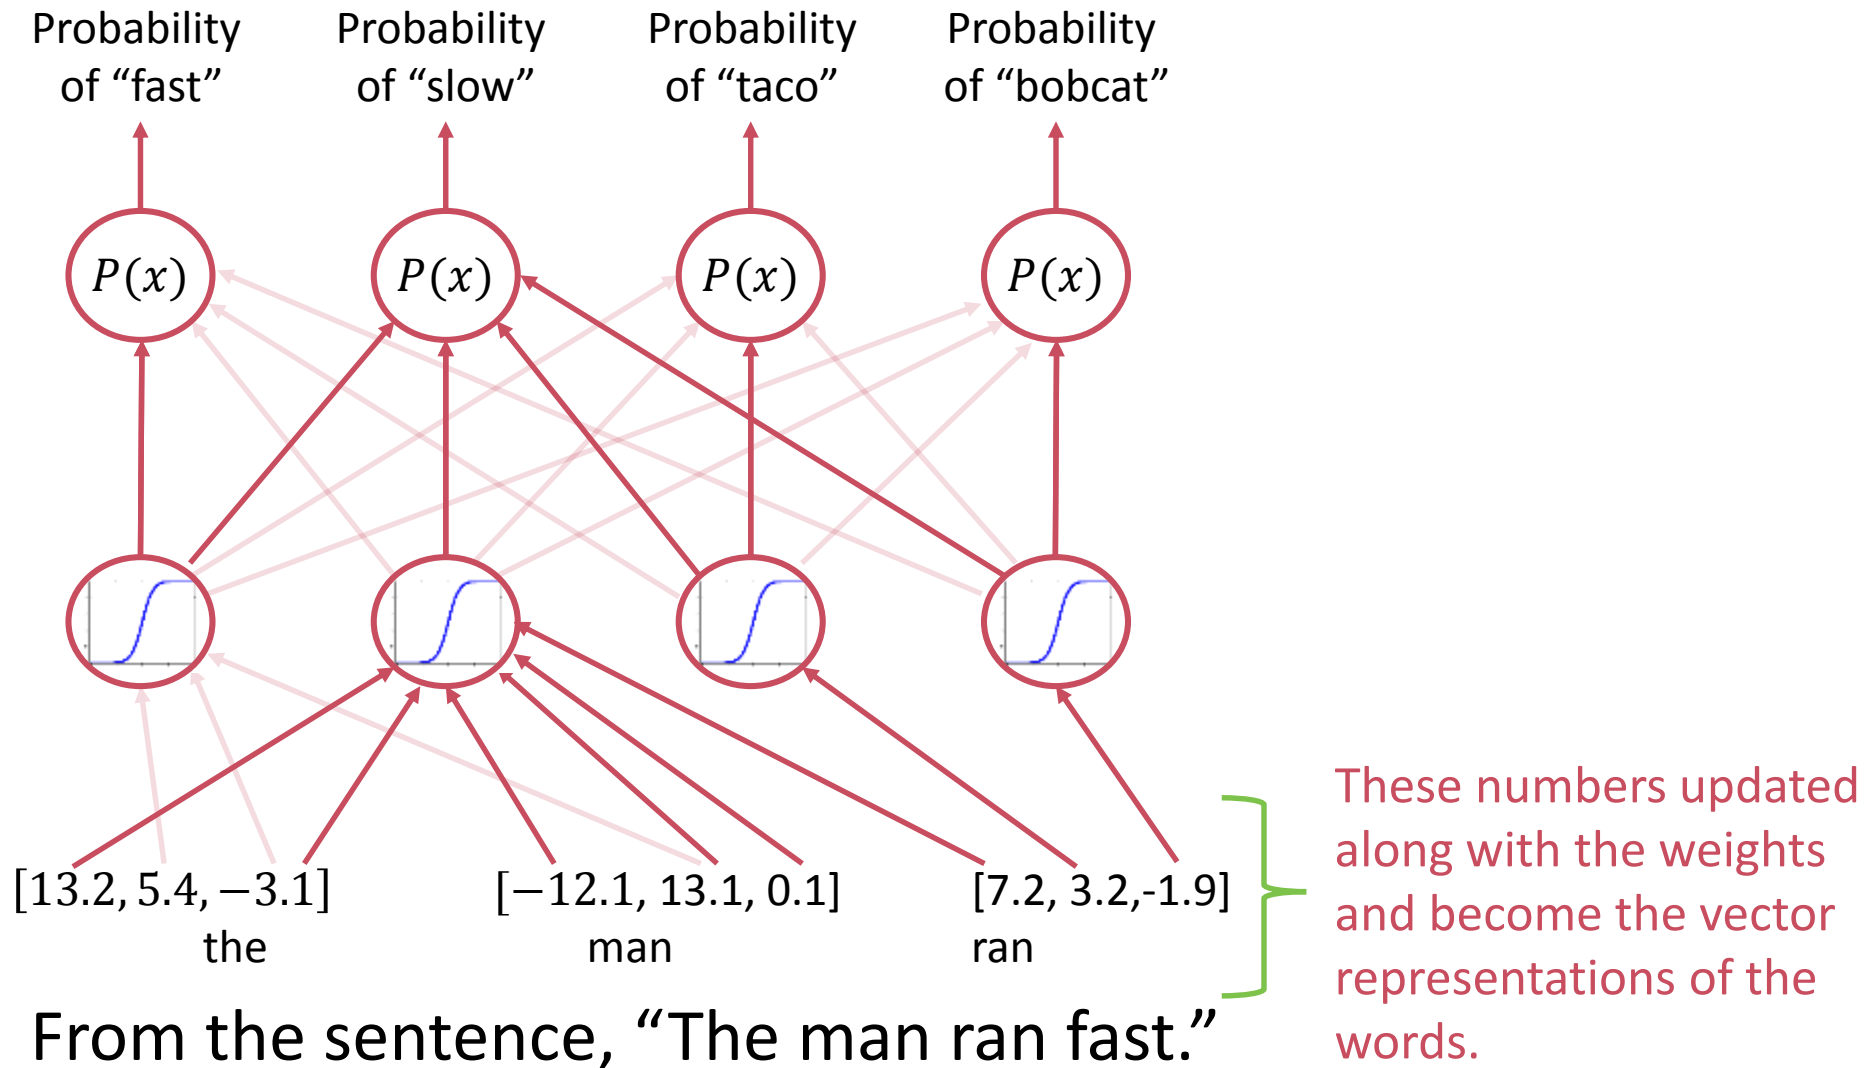 Probability of “fast”
Probability of “slow”
Probability of “taco”
Probability of “bobcat”
P(x)
P(x)
P(x)
P(x)
[13.2, 5.4, −3.1]
the
[−12.1, 13.1, 0.1]
man
[7.2, 3.2,-1.9]
ran
These numbers updated
along with the weights
and become the vector
representations of the
words.
From the sentence, “The man ran fast.”